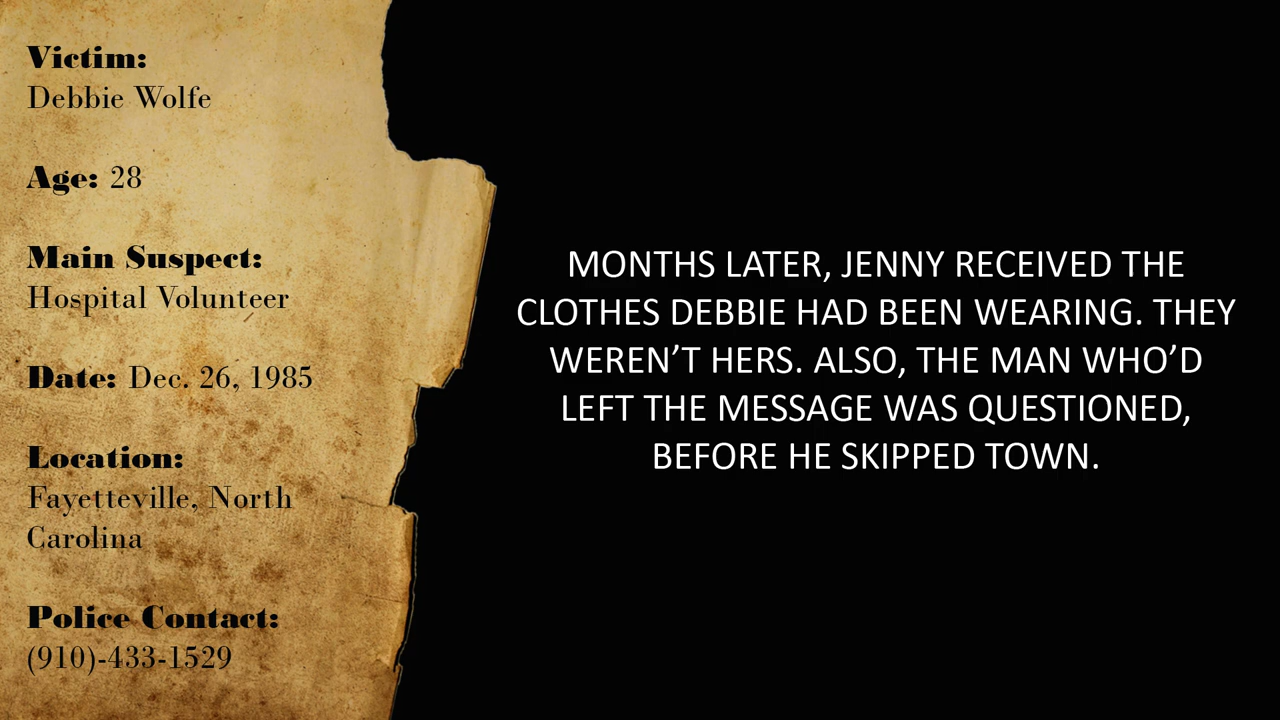 Victim:
Debbie Wolfe
Age: 28
Main Suspect:
Hospital Volunteer
Date: Dec. 26, 1985
Location:
Fayetteville, North
Carolina
Police Contact:
(910)-433-1529
MONTHS LATER, JENNY RECEIVED THE
CLOTHES DEBBIE HAD BEEN WEARING. THEY
WEREN’T HERS. ALSO, THE MAN WHO’D
LEFT THE MESSAGE WAS QUESTIONED,
BEFORE HE SKIPPED TOWN.